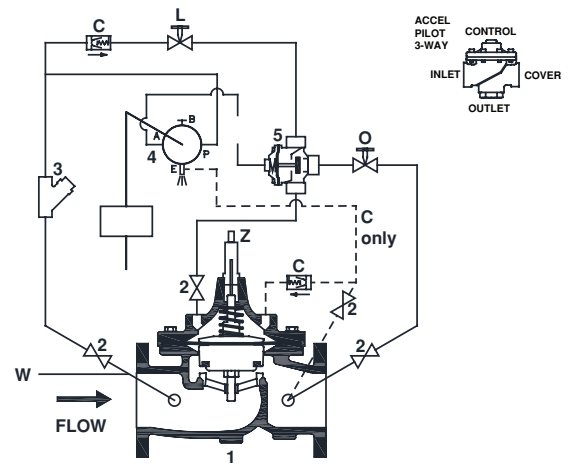 L
C
ACCEL
PILOT
3-WAY
CONTROL
INLET
COVER
OUTLET
B
A
P
4
E
5
O
3
C
only
Z
2
C
2
2
2
W
FLOW
1